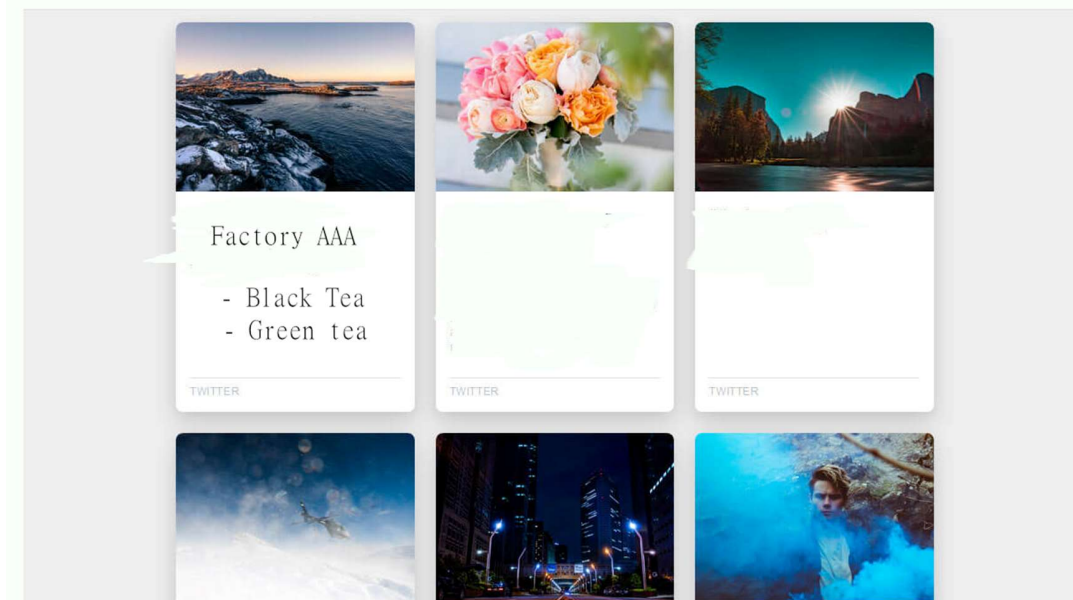 Factory AAA
- Black Tea
- Green tea
TWITTER
TWITTER
TWITTER